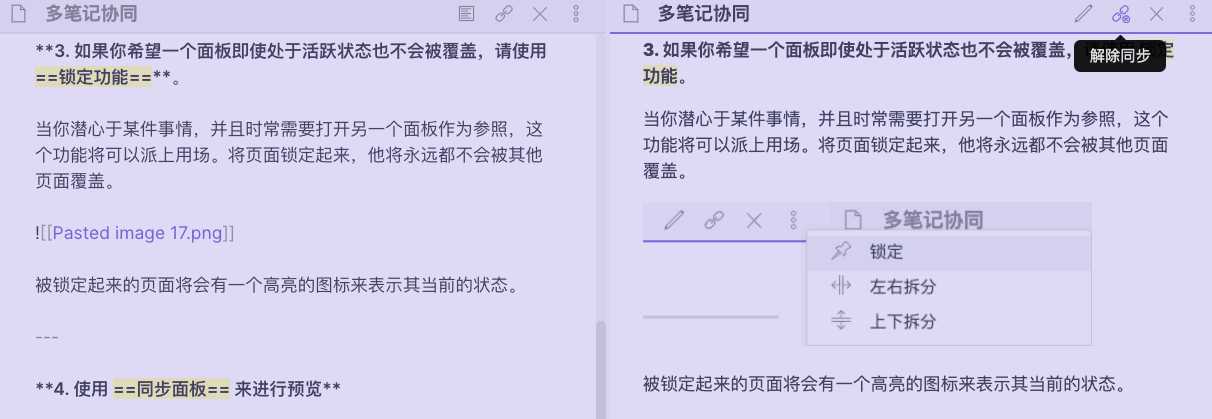 多笔记协同
**3. 如果你希望一个面板即使处于活跃状态也不会被覆盖，请使用
==锁定功能==**。
当你潜心于某件事情，并且时常需要打开另一个面板作为参照，这
个功能将可以派上用场。将页面锁定起来，他将永远都不会被其他
页面覆盖。
![[Pasted image 17.png]]
被锁定起来的页面将会有一个高亮的图标来表示其当前的状态。
---
**4. 使用 ==同步面板== 来进行预览**
多笔记协同
3. 如果你希望一个面板即使处于活跃状态也不会被覆盖，定
解除同步
功能。
当你潜心于某件事情，并且时常需要打开另一个面板作为参照，这个
功能将可以派上用场。将页面锁定起来，他将永远都不会被其他页面
覆盖。
多笔记协同
锁定
左右拆分
上下拆分
被锁定起来的页面将会有一个高亮的图标来表示其当前的状态。